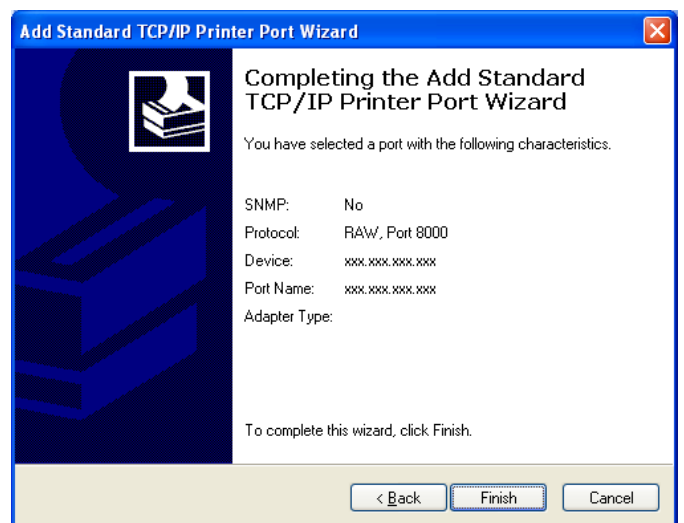 Add Standard TCP/IP Printer Port Wizard
Completing the Add Standard
TCP/IP Printer Port Wizard
You have selected a port with the following characteristics.
SNMP: No
Protocol: RAW, Port 8000
Device: xxx.xxx.xxx.xxx
Port Name: xxx.xxx.xxx.xxx
Adapter Type:
To complete this wizard, click Finish.
< Back Finish Cancel